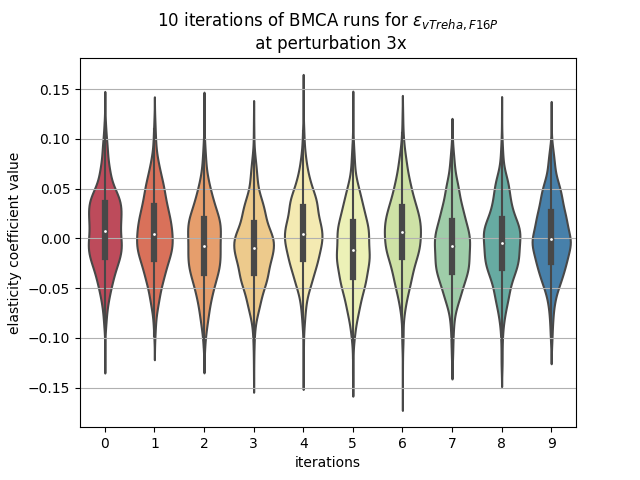 10 iterations of BMCA runs for ε_{vTreha, F16P}
at perturbation 3x
elasticity coefficient value
0.15
0.10
0.05
0.00
−0.05
−0.10
−0.15
0 1 2 3 4 5 6 7 8 9
iterations